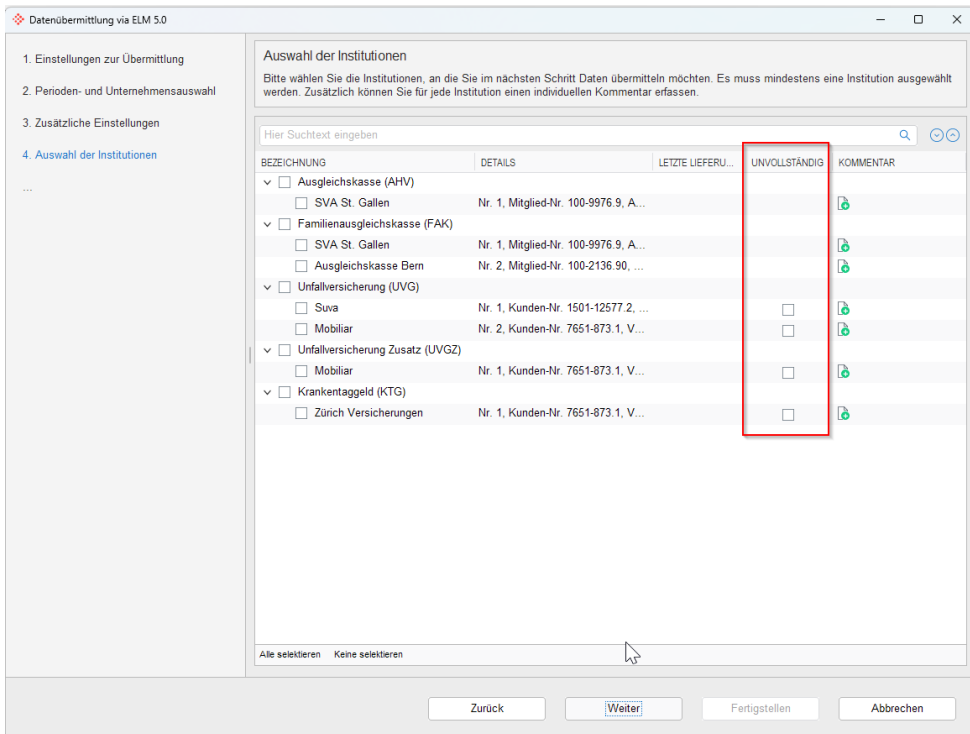 Datenübermittlung via ELM 5.0
1. Einstellungen zur Übermittlung
2. Perioden- und Unternehmensauswahl
3. Zusätzliche Einstellungen
4. Auswahl der Institutionen
...
Auswahl der Institutionen
Bitte wählen Sie die Institutionen, an die Sie im nächsten Schritt Daten übermitteln möchten. Es muss mindestens eine Institution ausgewählt
werden. Zusätzlich können Sie für jede Institution einen individuellen Kommentar erfassen.
Hier Suchtext eingeben
BEZEICHNUNG DETAILS LETZTE LIEFERU... UNVOLLSTÄNDIG KOMMENTAR
Ausgleichskasse (AHV)
SVA St. Gallen Nr. 1, Mitglied-Nr. 100-9976.9, A...
Familienausgleichskasse (FAK)
SVA St. Gallen Nr. 1, Mitglied-Nr. 100-9976.9, A...
Ausgleichskasse Bern Nr. 2, Mitglied-Nr. 100-2136.90, ...
Unfallversicherung (UVG)
Suva Nr. 1, Kunden-Nr. 1501-12577.2, ...
Mobiliar Nr. 2, Kunden-Nr. 7651-873.1, V...
Unfallversicherung Zusatz (UVGZ)
Mobiliar Nr. 1, Kunden-Nr. 7651-873.1, V...
Krankentaggeld (KTG)
Zürich Versicherungen Nr. 1, Kunden-Nr. 7651-873.1, V...
Alle selektieren Keine selektieren
Zurück Weiter Fertigstellen Abbrechen